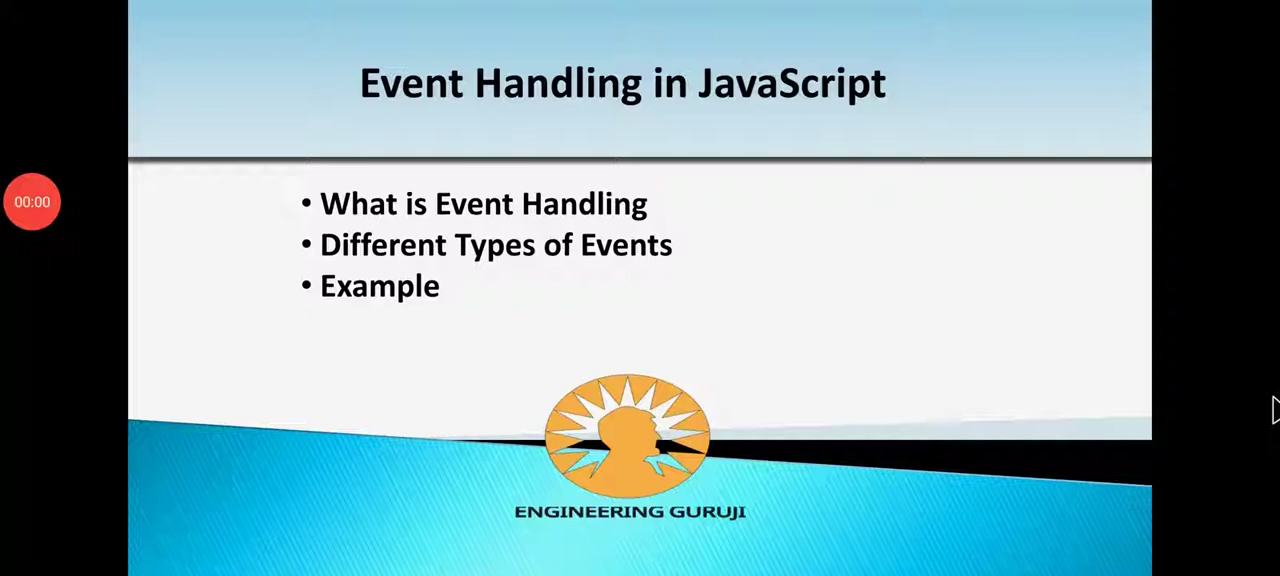 Event Handling in JavaScript
00:00
• What is Event Handling
• Different Types of Events
• Example
ENGINEERING GURUJI